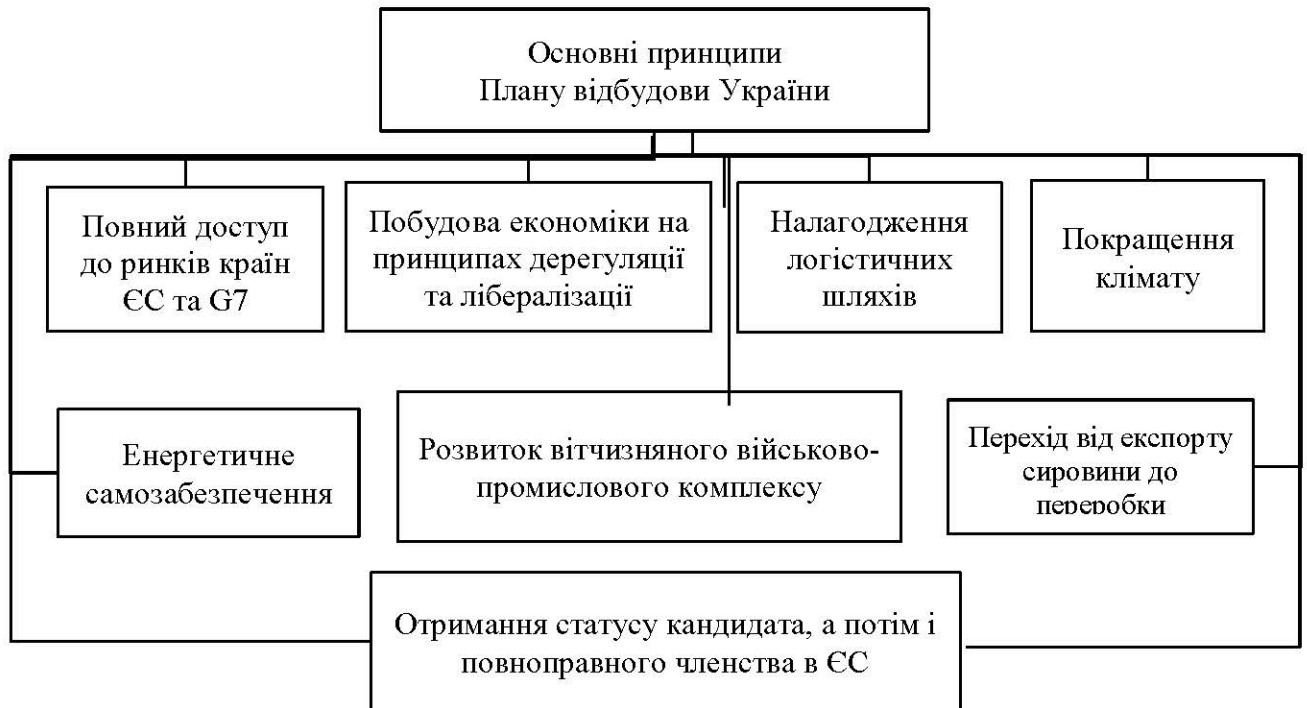 Основні принципи
Плану відбудови України
Повний доступ
до ринків країн
ЄС та G7
Побудова економіки на
принципах дерегуляції
та лібералізації
Налагодження
логістичних
шляхів
Покращення
клімату
Енергетичне
самозабезпечення
Розвиток вітчизняного військово-
промислового комплексу
Перехід від експорту
сировини до
переробки
Отримання статусу кандидата, а потім і
повноправного членства в ЄС